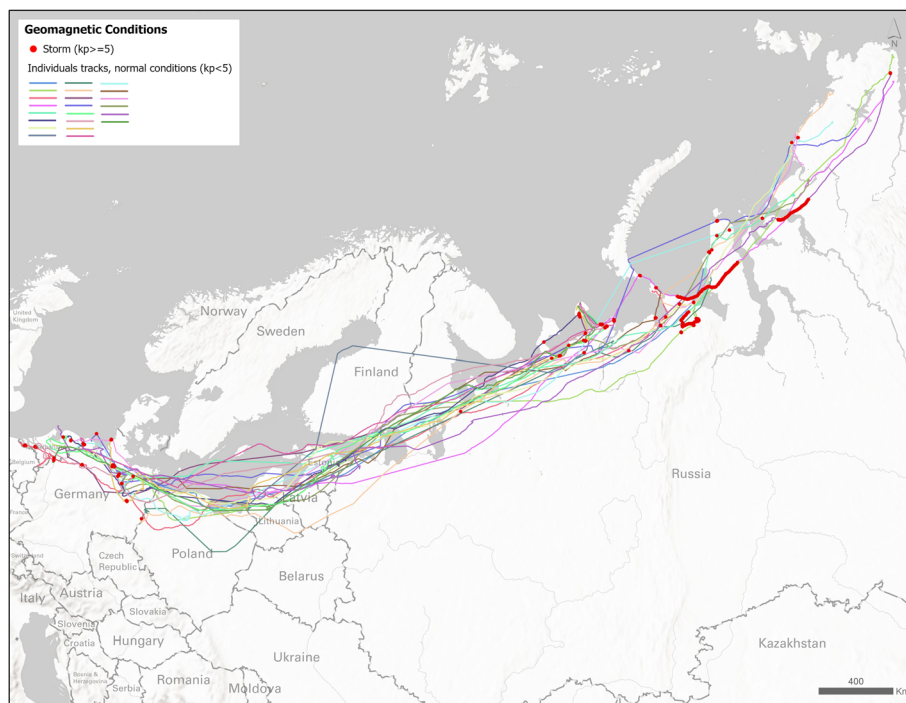 Geomagnetic Conditions
Storm (kp>=5)
Individuals tracks, normal conditions (kp<5)
N
Norway
Sweden
Finland
United
Kingdom
Estonia
Russia
Latvia
Lithuania
Belgium
Germany
Poland
Belarus
France
Czech
Republic
Switzerland
Austria
Slovakia
Italy
Slovenia
Hungary
Croatia
Ukraine
Kazakhstan
Bosnia &
Herzegovina
Romania
Serbia
Moldova
400
Km